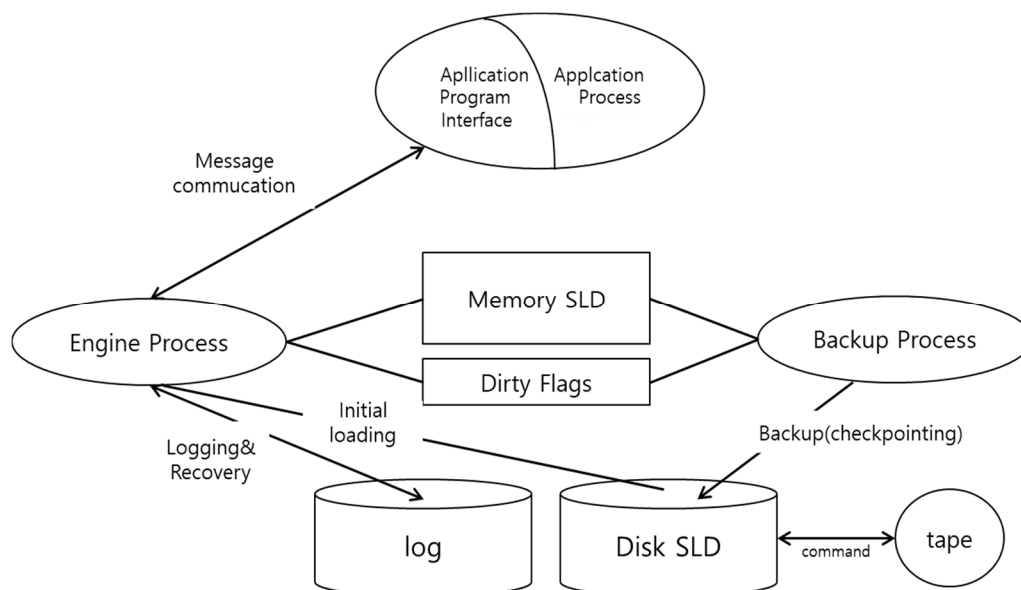 Apllication
Program
Interface
Applcation
Process
Message
commucation
Memory SLD
Engine Process
Backup Process
Dirty Flags
Initial
loading
Logging&
Recovery
Backup(checkpointing)
log
Disk SLD
command
tape